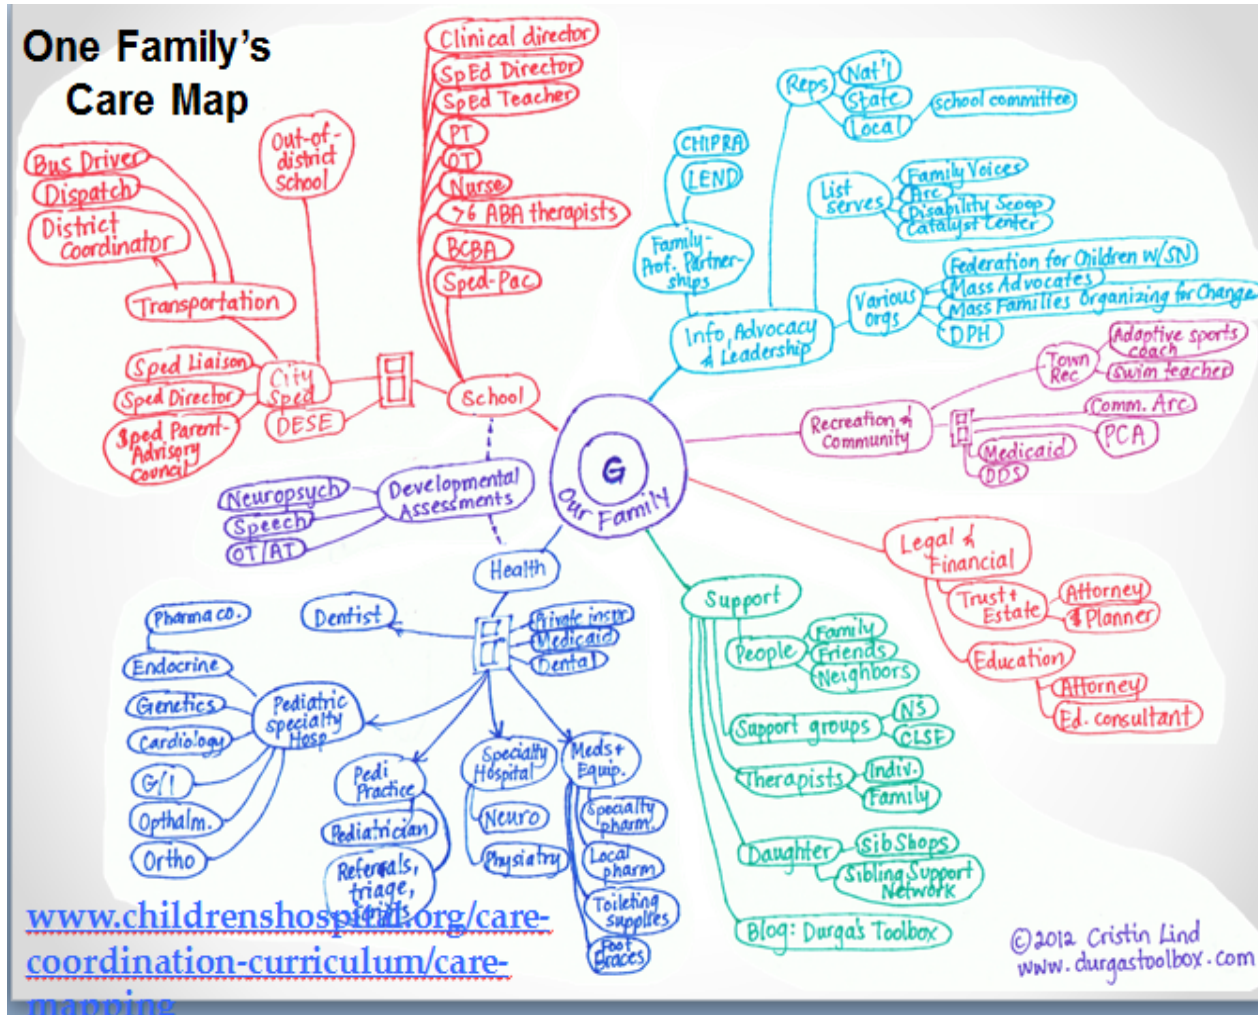 One Family's
Care Map
Clinical director
SpEd Director
SpEd Teacher
PT
OT
Nurse
>6 ABA therapists
BCBA
Sped-Pac
Out-of-
district
School
Bus Driver
Dispatch
District
Coordinator
Transportation
Sped Liaison
Sped Director
Sped Parent-
Advisory
Council
City
Sped
DESE
School
Reps
Nat'l
State
Local
school committee
CHIPRA
LEND
Family-
Prof. Partner-
ships
List
serves
Family Voices
Arc
Disability Scoop
Catalyst Center
Various
Orgs
Federation for Children w/SN
Mass Advocates
Mass Families Organizing for Change
DPH
Info, Advocacy
& Leadership
Town
Rec
Adaptive sports
coach
Swim teacher
Recreation &
Community
Comm. Arc
PCA
Medicaid
DDS
G
Our Family
Developmental
Assessments
Neuropsych
Speech
OT/AT
Health
Legal &
Financial
Trust +
Estate
Attorney
$ Planner
Education
Attorney
Ed. consultant
Support
People
Family
Friends
Neighbors
Support groups
NS
CLSF
Therapists
Indiv.
Family
Daughter
SibShops
Sibling Support
Network
Blog: Durga's Toolbox
Dentist
Private insur.
Medicaid
Dental
Pharmaco.
Endocrine
Genetics
Cardiology
G/I
Opthalm.
Ortho
Pediatric
specialty
Hosp
Pedi
Practice
Pediatrician
Referrals,
triage,
Specialty
Hospital
Neuro
Physiatry
Meds +
Equip.
Specialty
pharm.
Local
pharm
Toileting
supplies
Foot
Braces
www.childrenshospital.org/care-
coordination-curriculum/care-
mapping
©2012 Cristin Lind
www.durgastoolbox.com